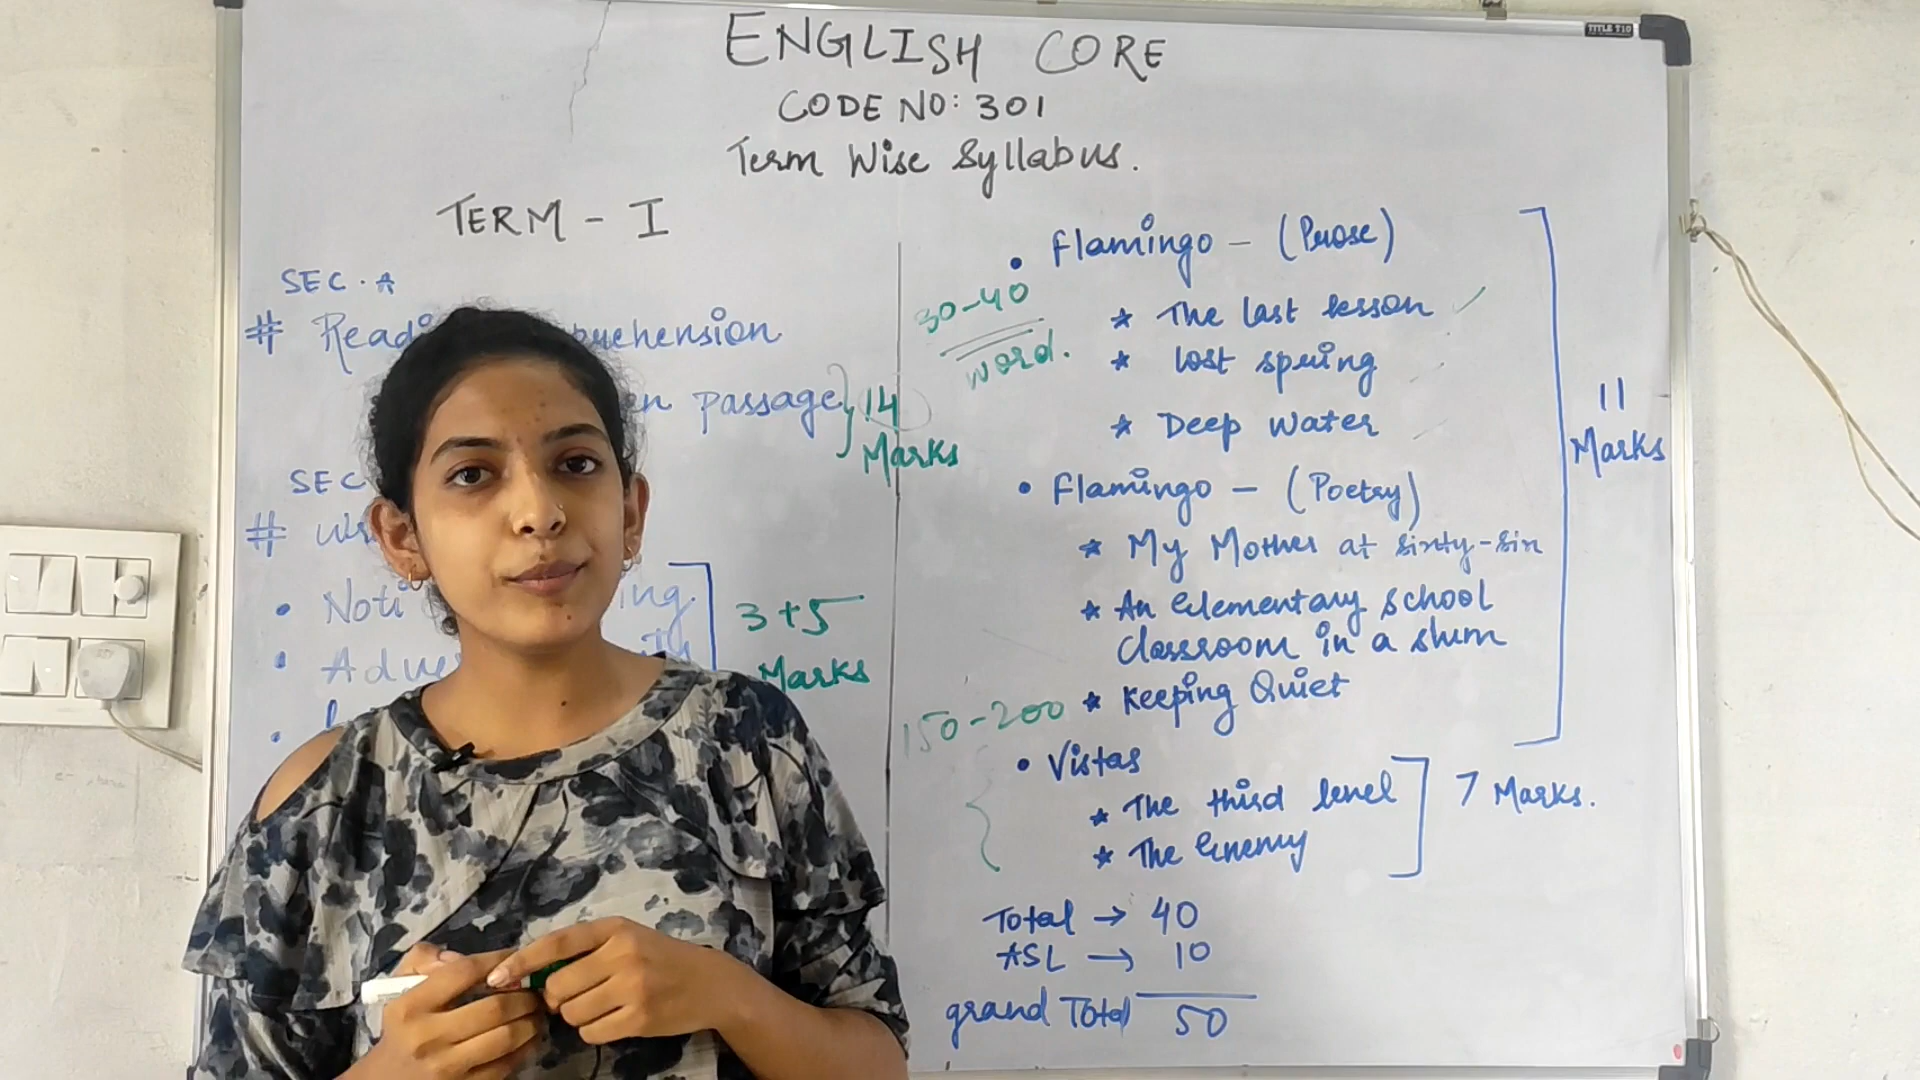 TITLE 710
ENGLISH CORE
CODE NO: 301
Term Wise Syllabus.
TERM - I
SEC. A
# Reading Comprehension
passage
14
Marks
SEC
#
3+5
Marks
• Flamingo - (Prose)
30-40
word.
* The last lesson ✓
* lost spring
* Deep Water
• Flamingo - (Poetry)
* My Mother at sixty-six
* An elementary school
classroom in a slum
* Keeping Quiet
11
Marks
150-200
• Vistas
* The third level
* The Enemy
7 Marks.
Total → 40
ASL → 10
grand Total 50